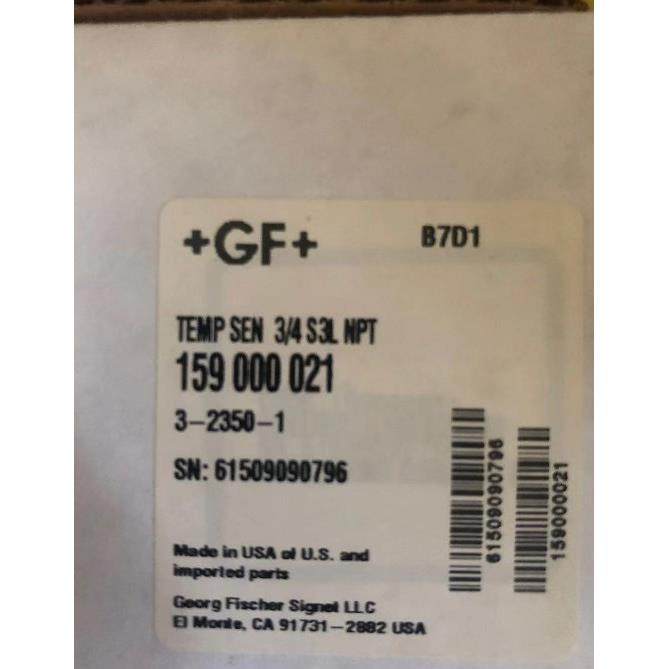 +GF+
B7D1
TEMP SEN 3/4 S3L NPT
159 000 021
3-2350-1
SN: 61509090796
61509090796
159000021
Made in USA of U.S. and
imported parts
Georg Fischer Signet LLC
El Monte, CA 91731-2882 USA